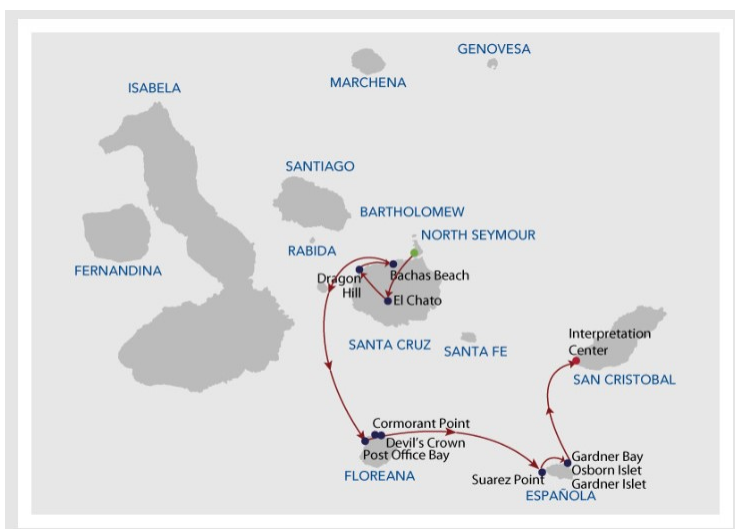 GENOVESA
MARCHENA
ISABELA
SANTIAGO
BARTHOLOMEW
NORTH SEYMOUR
RABIDA
FERNANDINA
Dragon
Hill
Bachas Beach
El Chato
SANTA CRUZ
SANTA FE
Interpretation
Center
SAN CRISTOBAL
Cormorant Point
Devil's Crown
Post Office Bay
FLOREANA
Suarez Point
Gardner Bay
Osborn Islet
Gardner Islet
ESPAÑOLA